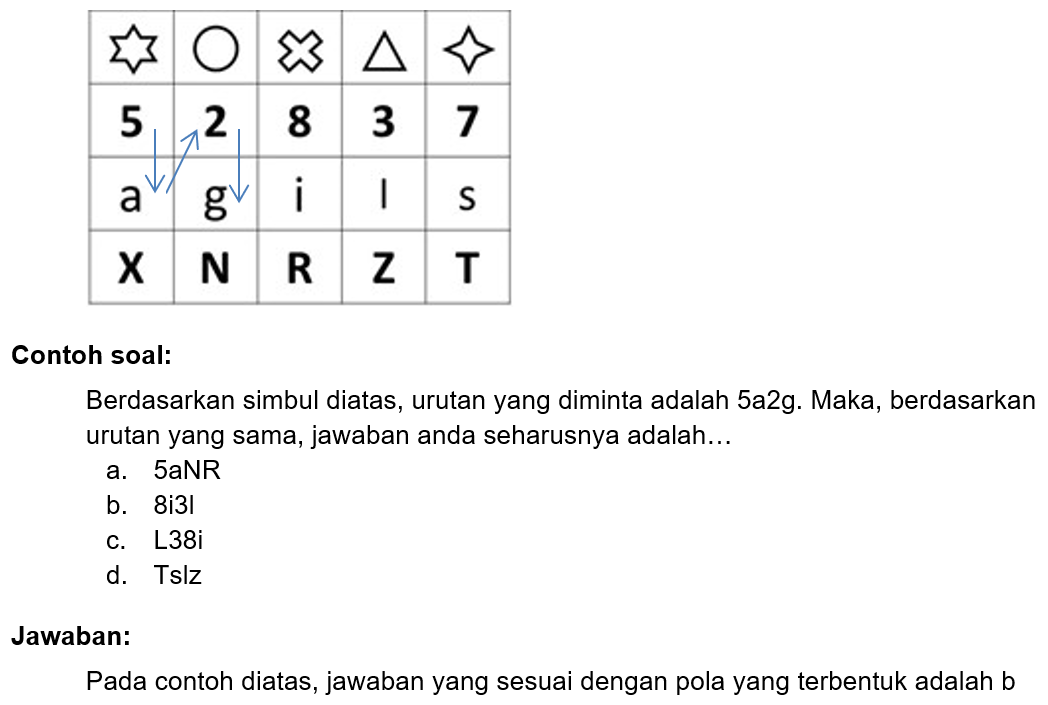 5 2 8 3 7
a g i l s
X N R Z T
Contoh soal:
Berdasarkan simbul diatas, urutan yang diminta adalah 5a2g. Maka, berdasarkan
urutan yang sama, jawaban anda seharusnya adalah…
a. 5aNR
b. 8i3l
c. L38i
d. Tslz
Jawaban:
Pada contoh diatas, jawaban yang sesuai dengan pola yang terbentuk adalah b